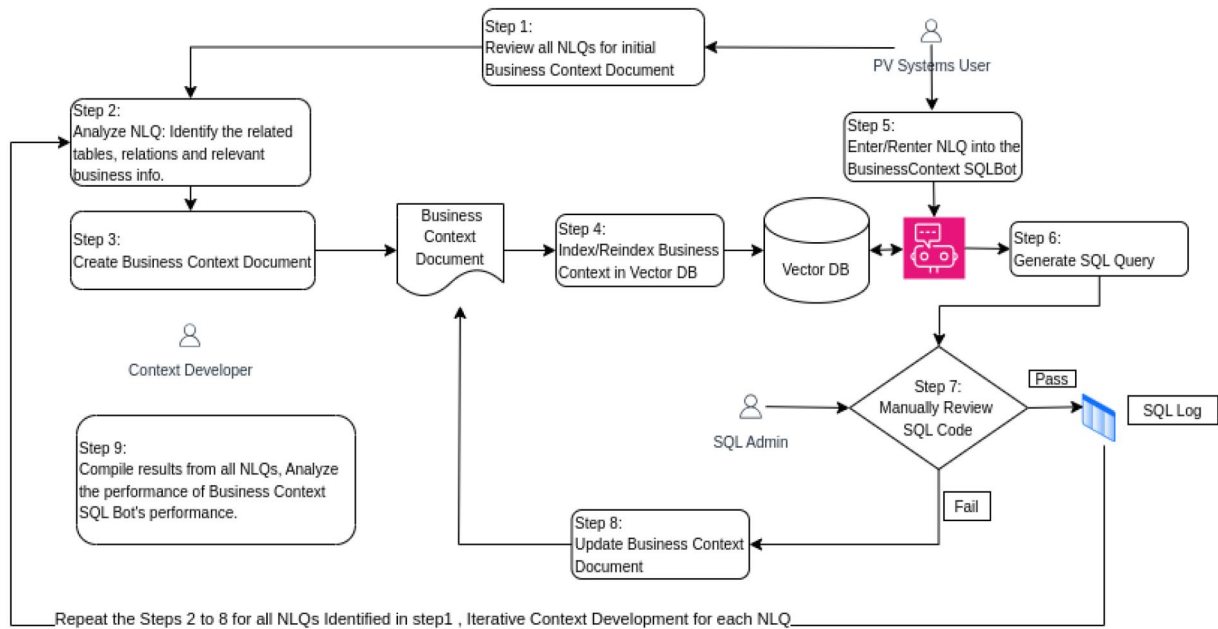 Step 1:
Review all NLQs for initial
Business Context Document
PV Systems User
Step 2:
Analyze NLQ: Identify the related
tables, relations and relevant
business info.
Step 5:
Enter/Renter NLQ into the
BusinessContext SQLBot
Step 3:
Create Business Context Document
Business
Context
Document
Step 4:
Index/Reindex Business
Context in Vector DB
Vector DB
Step 6:
Generate SQL Query
Context Developer
SQL Admin
Step 7:
Manually Review
SQL Code
Pass
SQL Log
Fail
Step 9:
Compile results from all NLQs, Analyze
the performance of Business Context
SQL Bot's performance.
Step 8:
Update Business Context
Document
Repeat the Steps 2 to 8 for all NLQs Identified in step1 , Iterative Context Development for each NLQ